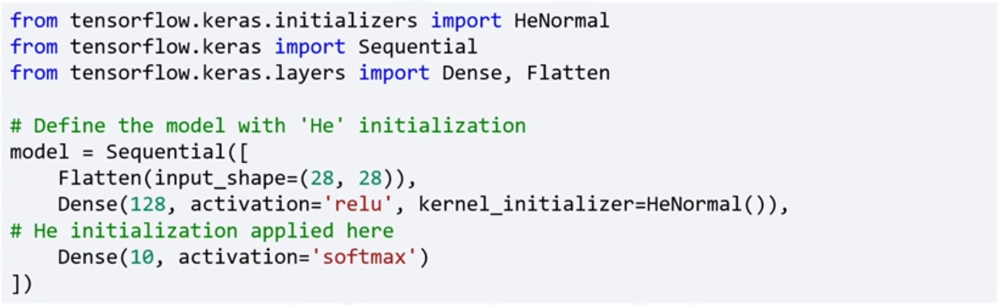 from tensorflow.keras.initializers import HeNormal
from tensorflow.keras import Sequential
from tensorflow.keras.layers import Dense, Flatten

# Define the model with 'He' initialization
model = Sequential([
    Flatten(input_shape=(28, 28)),
    Dense(128, activation='relu', kernel_initializer=HeNormal()),
# He initialization applied here
    Dense(10, activation='softmax')
])